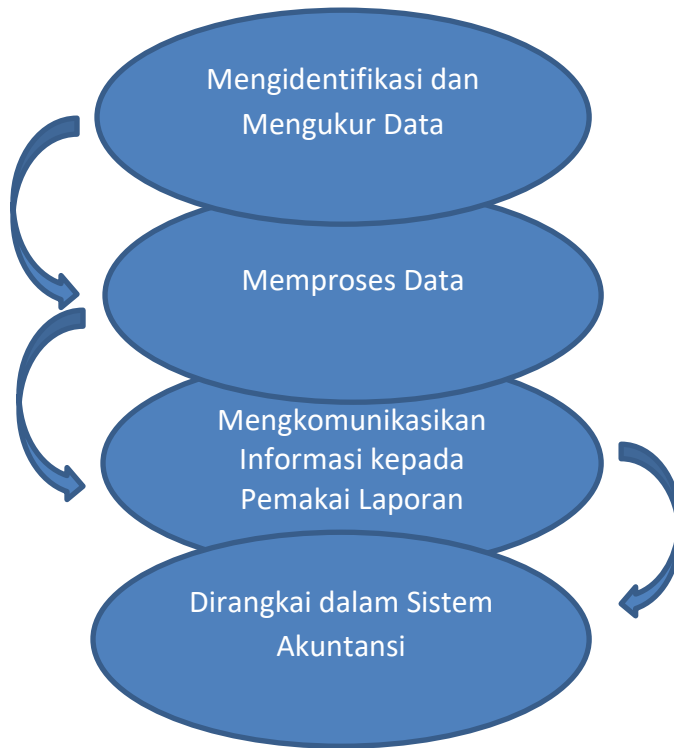 Mengidentifikasi dan
Mengukur Data
Memproses Data
Mengkomunikasikan
Informasi kepada
Pemakai Laporan
Dirangkai dalam Sistem
Akuntansi